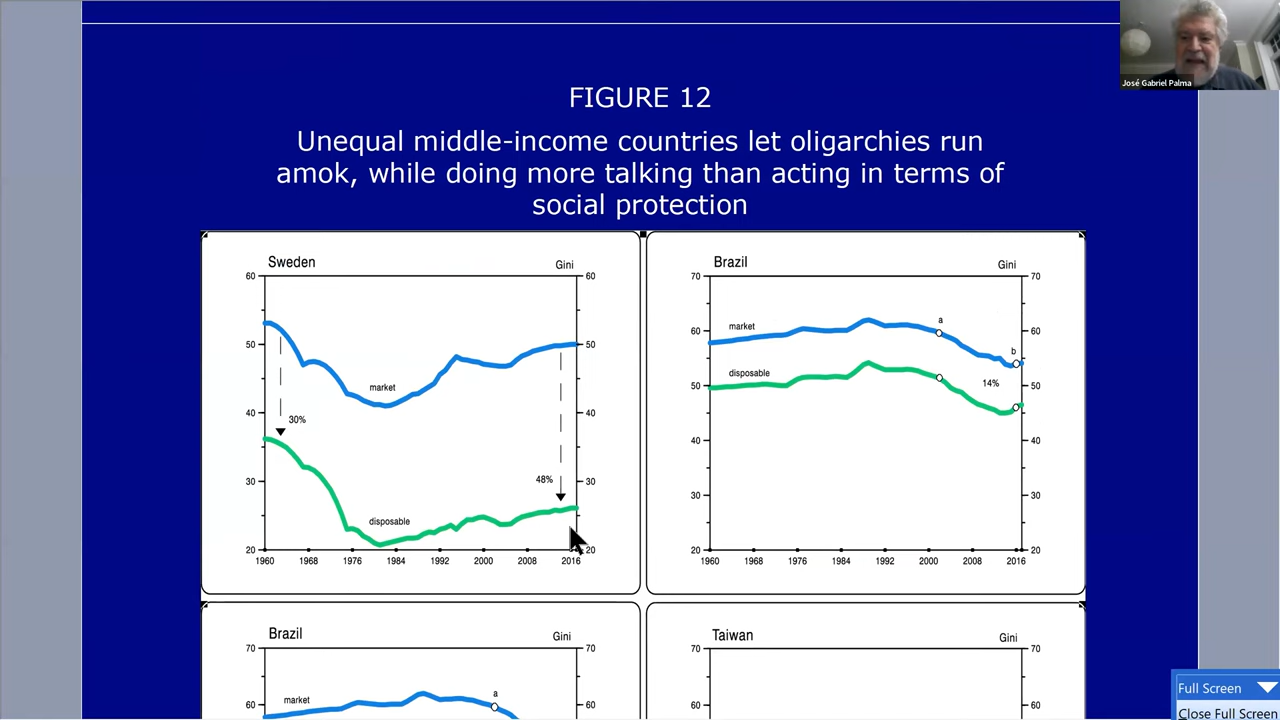 José Gabriel Palma
FIGURE 12
Unequal middle-income countries let oligarchies run
amok, while doing more talking than acting in terms of
social protection
Sweden
Gini
60
60
50
50
40
40
30
30
20
20
market
30%
48%
disposable
1960 1968 1976 1984 1992 2000 2008 2016
Brazil
Gini
70
70
60
60
50
50
40
40
30
30
20
20
market
a
b
disposable
14%
1960 1968 1976 1984 1992 2000 2008 2016
Brazil
Gini
70
70
market
a
60
60
Taiwan
Gini
70
70
60
60
Full Screen
Close Full Screen